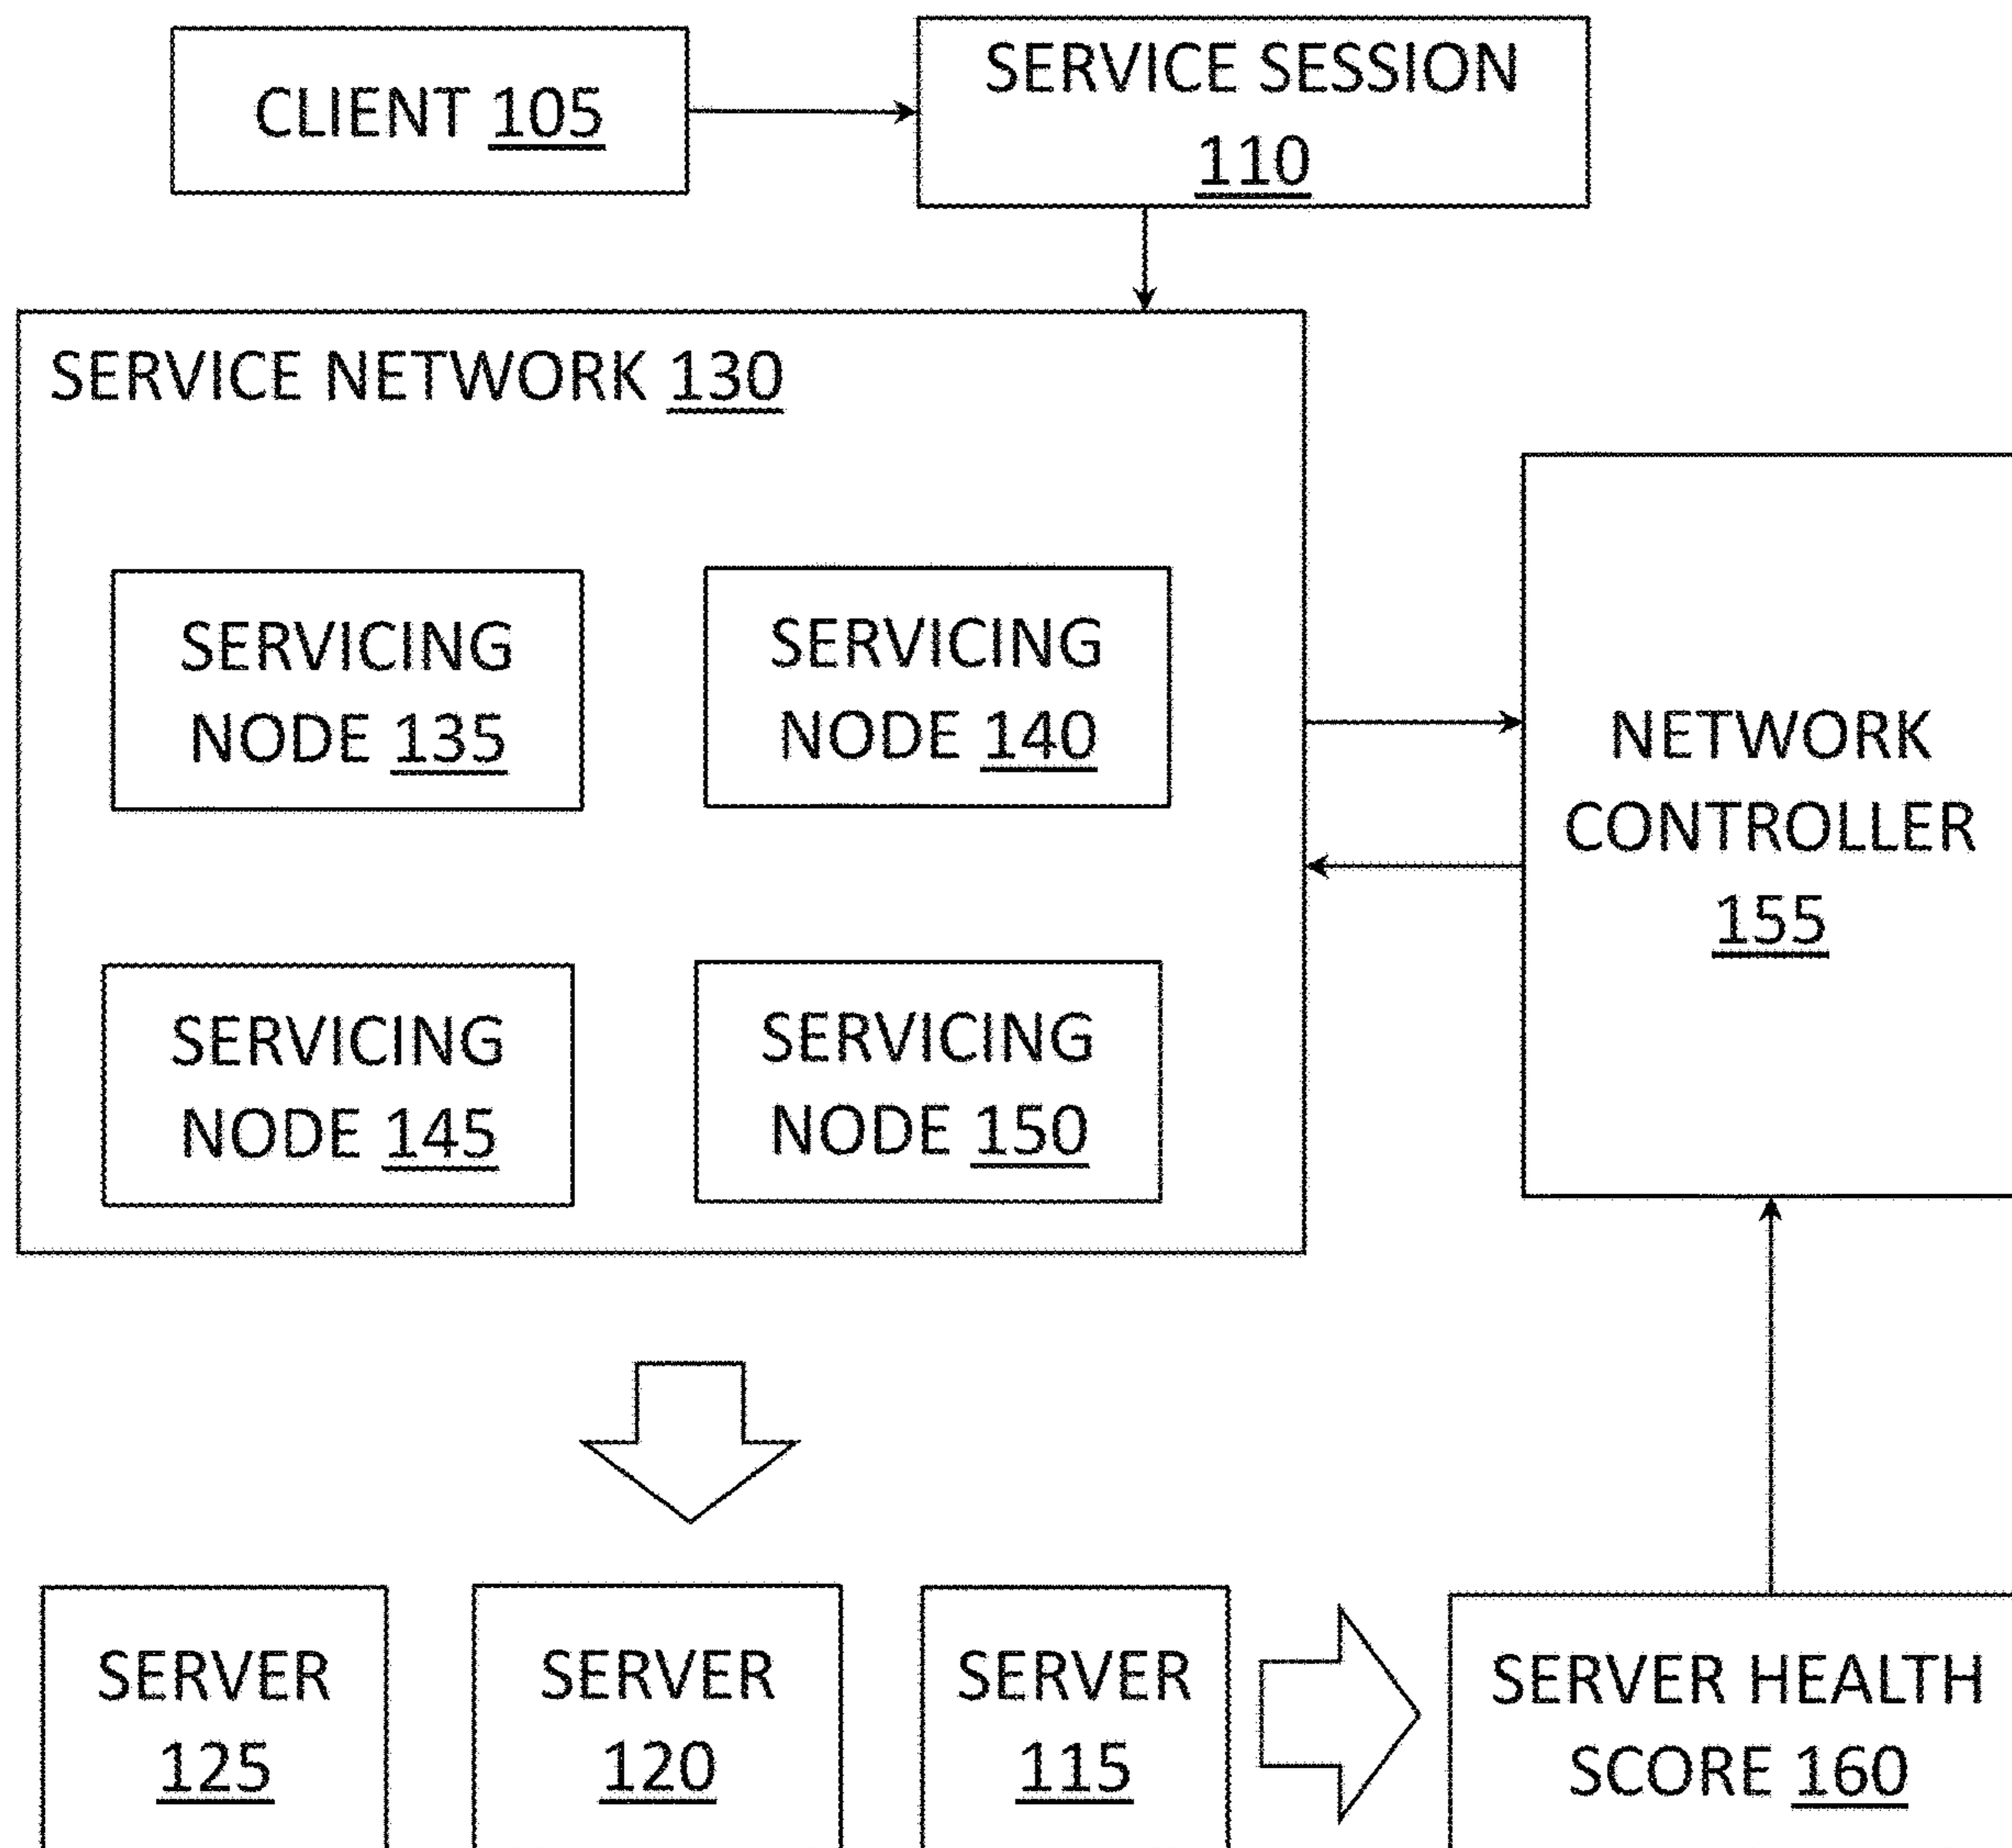 CLIENT 105
SERVICE SESSION
110
SERVICE NETWORK 130
SERVICING
NODE 135
SERVICING
NODE 140
SERVICING
NODE 145
SERVICING
NODE 150
NETWORK
CONTROLLER
155
SERVER
125
SERVER
120
SERVER
115
SERVER HEALTH
SCORE 160